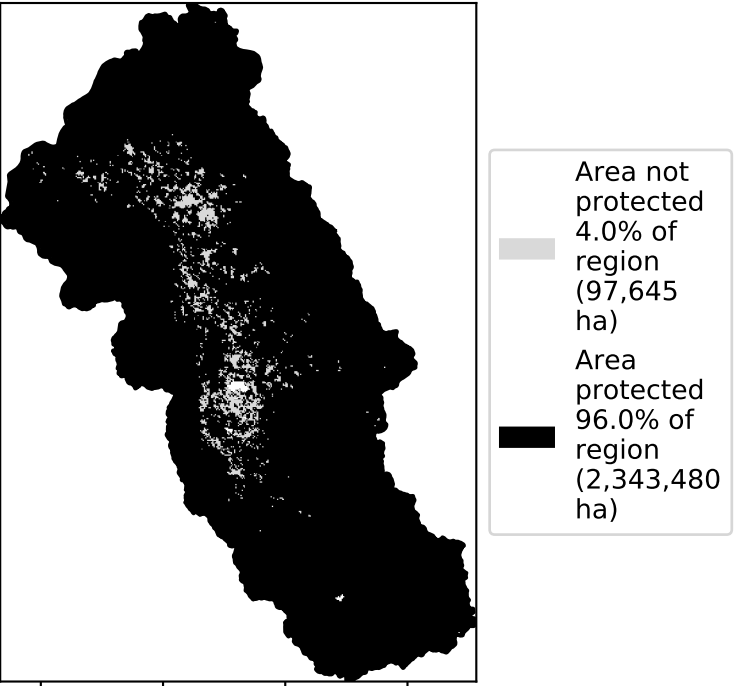 Area not
protected
4.0% of
region
(97,645
ha)
Area
protected
96.0% of
region
(2,343,480
ha)